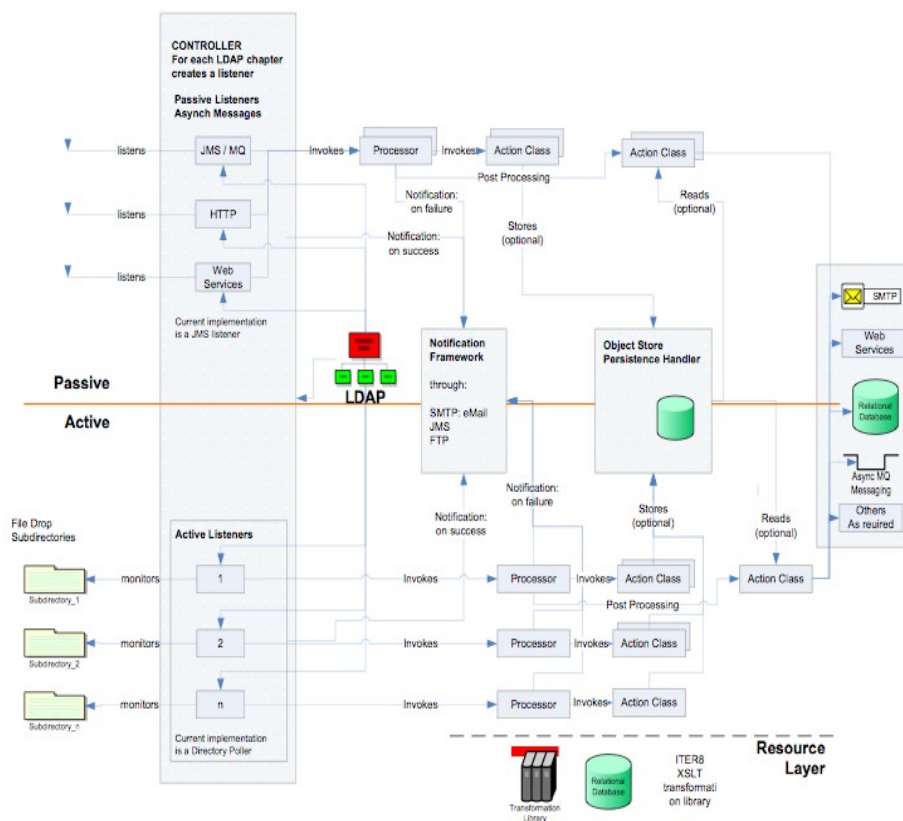 CONTROLLER
For each LDAP chapter
creates a listener
Passive Listeners
Asynch Messages
listens
JMS / MQ
Invokes
Processor
Invokes
Action Class
Action Class
Post Processing
Notification:
on failure
Reads
(optional)
listens
HTTP
Stores
(optional)
Notification:
on success
listens
Web
Services
SMTP
Current implementation
is a JMS listener
Notification
Framework
through:
SMTP: eMail
JMS
FTP
Object Store
Persistence Handler
Web
Services
LDAP
Passive
Active
Relational
Database
Async MQ
Messaging
Others
As reuired
Notification:
on failure
Notification:
on success
Stores
(optional)
Reads
(optional)
File Drop
Subdirectories
Active Listeners
Subdirectory_1
monitors
1
Invokes
Processor
Invokes
Action Class
Action Class
Post Processing
Subdirectory_2
monitors
2
Invokes
Processor
Invokes
Action Class
Subdirectory_n
monitors
n
Invokes
Processor
Invokes
Action Class
Current implementation
is a Directory Poller
Resource
Layer
Transformation
Library
Relational
Database
ITER8
XSLT
transformati
on library